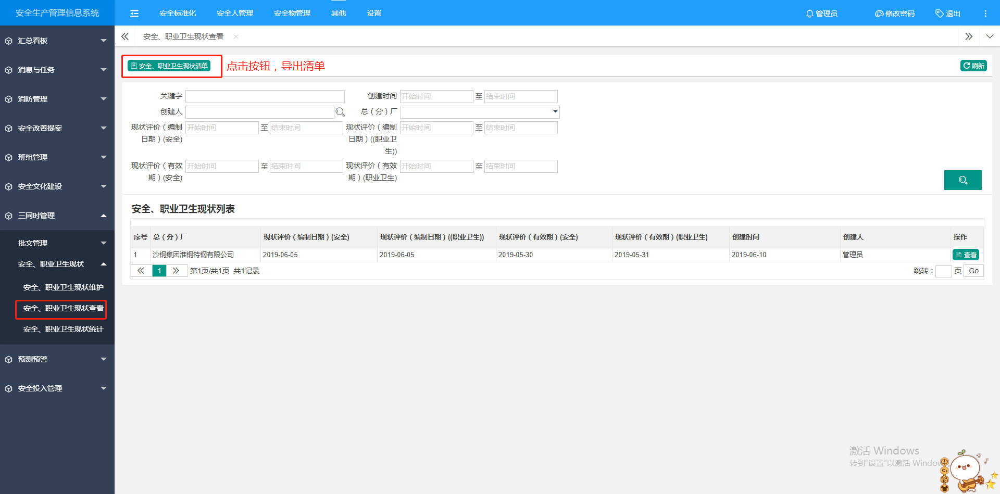 安全生产管理信息系统
安全标准化 安全人管理 安全物管理 其他 设置 管理员 修改密码 退出
安全、职业卫生现状查看
汇总看板
消息与任务
消防管理
安全改善提案
班组管理
安全文化建设
三同时管理
批文管理
安全、职业卫生现状
安全、职业卫生现状维护
安全、职业卫生现状查看
安全、职业卫生现状统计
预测预警
安全投入管理
安全、职业卫生现状清单 点击按钮，导出清单 刷新
关键字 创建时间 开始时间 至 结束时间
创建人 总（分）厂
现状评价（编制日期）(安全) 开始时间 至 结束时间 现状评价（编制日期）((职业卫生)) 开始时间 至 结束时间
现状评价（有效期）(安全) 开始时间 至 结束时间 现状评价（有效期）(职业卫生) 开始时间 至 结束时间
安全、职业卫生现状列表
序号 总（分）厂 现状评价（编制日期）(安全) 现状评价（编制日期）((职业卫生)) 现状评价（有效期）(安全) 现状评价（有效期）(职业卫生) 创建时间 创建人 操作
1 沙钢集团淮钢特钢有限公司 2019-06-05 2019-06-05 2019-05-30 2019-05-31 2019-06-10 管理员 查看
1 第1页/共1页 共1记录 跳转： 页 Go
激活 Windows
转到"设置"以激活 Window
中
简